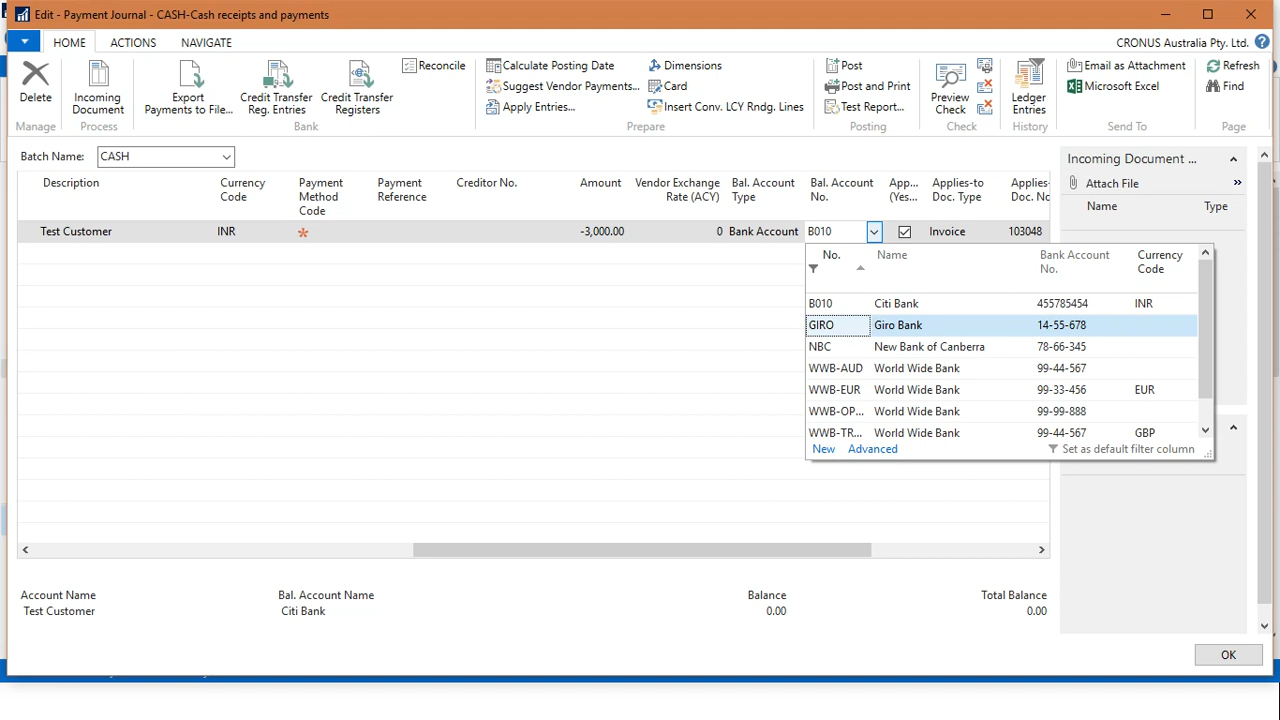 Edit - Payment Journal - CASH-Cash receipts and payments
HOME ACTIONS NAVIGATE CRONUS Australia Pty. Ltd.
Delete
Incoming Document
Export Payments to File...
Credit Transfer Reg. Entries
Credit Transfer Registers
Reconcile
Calculate Posting Date
Suggest Vendor Payments...
Apply Entries...
Dimensions
Card
Insert Conv. LCY Rndg. Lines
Post
Post and Print
Test Report...
Preview Check
Ledger Entries
Email as Attachment
Microsoft Excel
Refresh
Find
Manage Process Bank Prepare Posting Check History Send To Page
Batch Name: CASH
Incoming Document ...
Attach File »
Name Type
Description Currency Code Payment Method Code Payment Reference Creditor No. Amount Vendor Exchange Rate (ACY) Bal. Account Type Bal. Account No. App... (Yes... Applies-to Doc. Type Applies- Doc. No
Test Customer INR * -3,000.00 0 Bank Account B010 Invoice 103048
No. Name Bank Account No. Currency Code
B010 Citi Bank 455785454 INR
GIRO Giro Bank 14-55-678
NBC New Bank of Canberra 78-66-345
WWB-AUD World Wide Bank 99-44-567
WWB-EUR World Wide Bank 99-33-456 EUR
WWB-OP... World Wide Bank 99-99-888
WWB-TR... World Wide Bank 99-44-567 GBP
New Advanced Set as default filter column
Account Name Bal. Account Name Balance Total Balance
Test Customer Citi Bank 0.00 0.00
OK